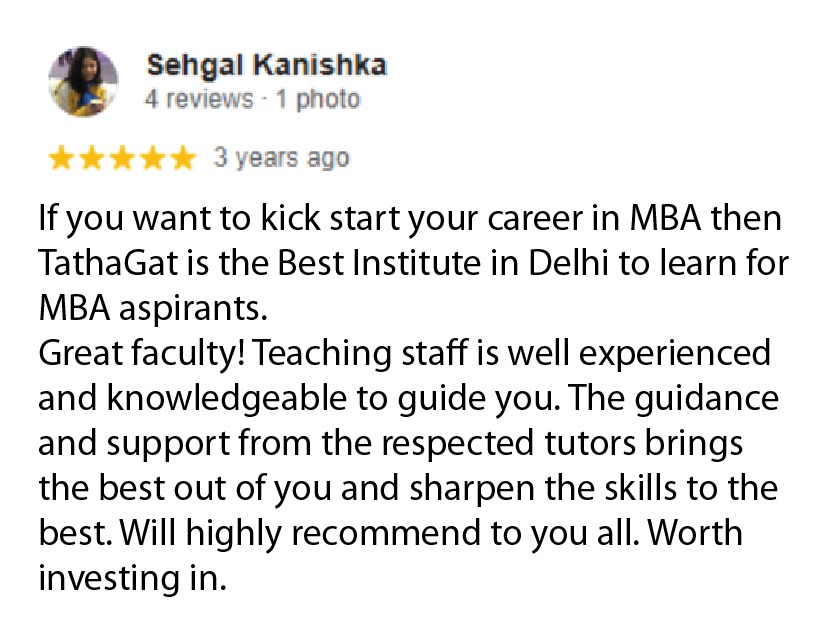 Sehgal Kanishka
4 reviews · 1 photo
3 years ago
If you want to kick start your career in MBA then
TathaGat is the Best Institute in Delhi to learn for
MBA aspirants.
Great faculty! Teaching staff is well experienced
and knowledgeable to guide you. The guidance
and support from the respected tutors brings
the best out of you and sharpen the skills to the
best. Will highly recommend to you all. Worth
investing in.